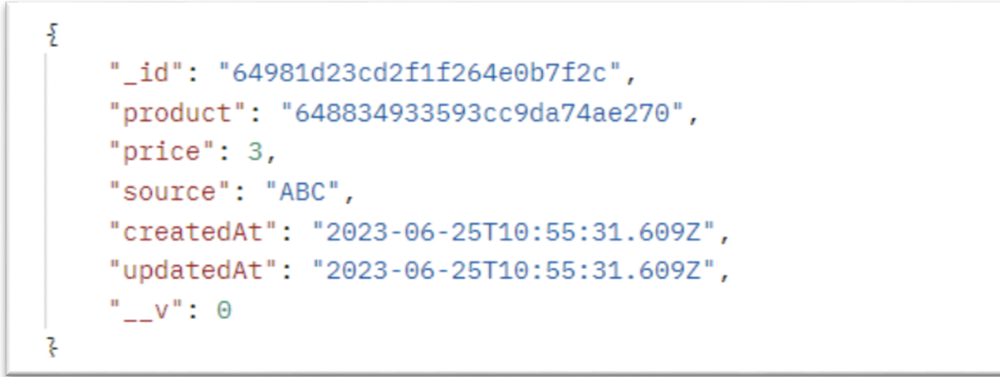 {
"_id": "64981d23cd2f1f264e0b7f2c",
"product": "648834933593cc9da74ae270",
"price": 3,
"source": "ABC",
"createdAt": "2023-06-25T10:55:31.609Z",
"updatedAt": "2023-06-25T10:55:31.609Z",
"__v": 0
}